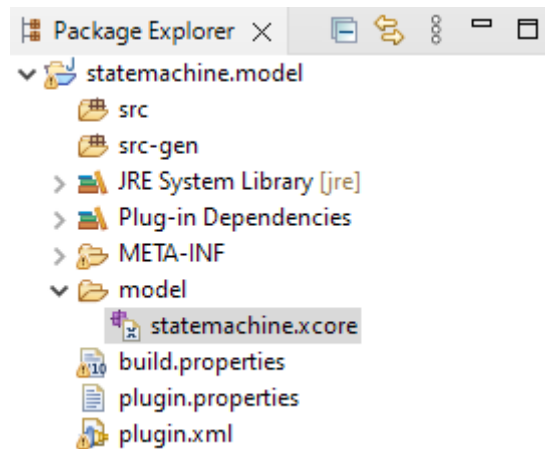 Package Explorer
statemachine.model
src
src-gen
JRE System Library [jre]
Plug-in Dependencies
META-INF
model
statemachine.xcore
build.properties
plugin.properties
plugin.xml